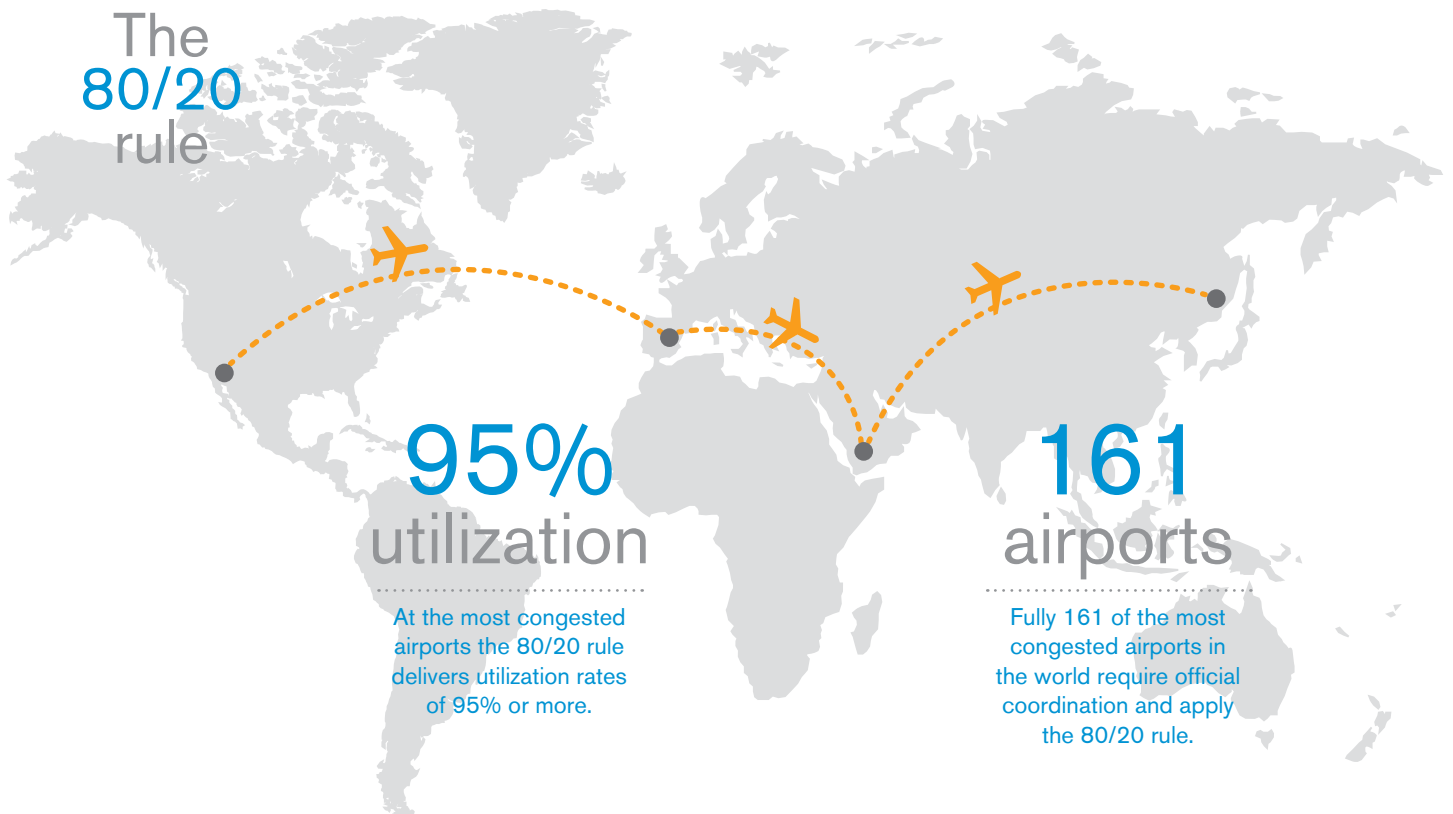 The
80/20
rule
95%
utilization
At the most congested
airports the 80/20 rule
delivers utilization rates
of 95% or more.
161
airports
Fully 161 of the most
congested airports in
the world require official
coordination and apply
the 80/20 rule.